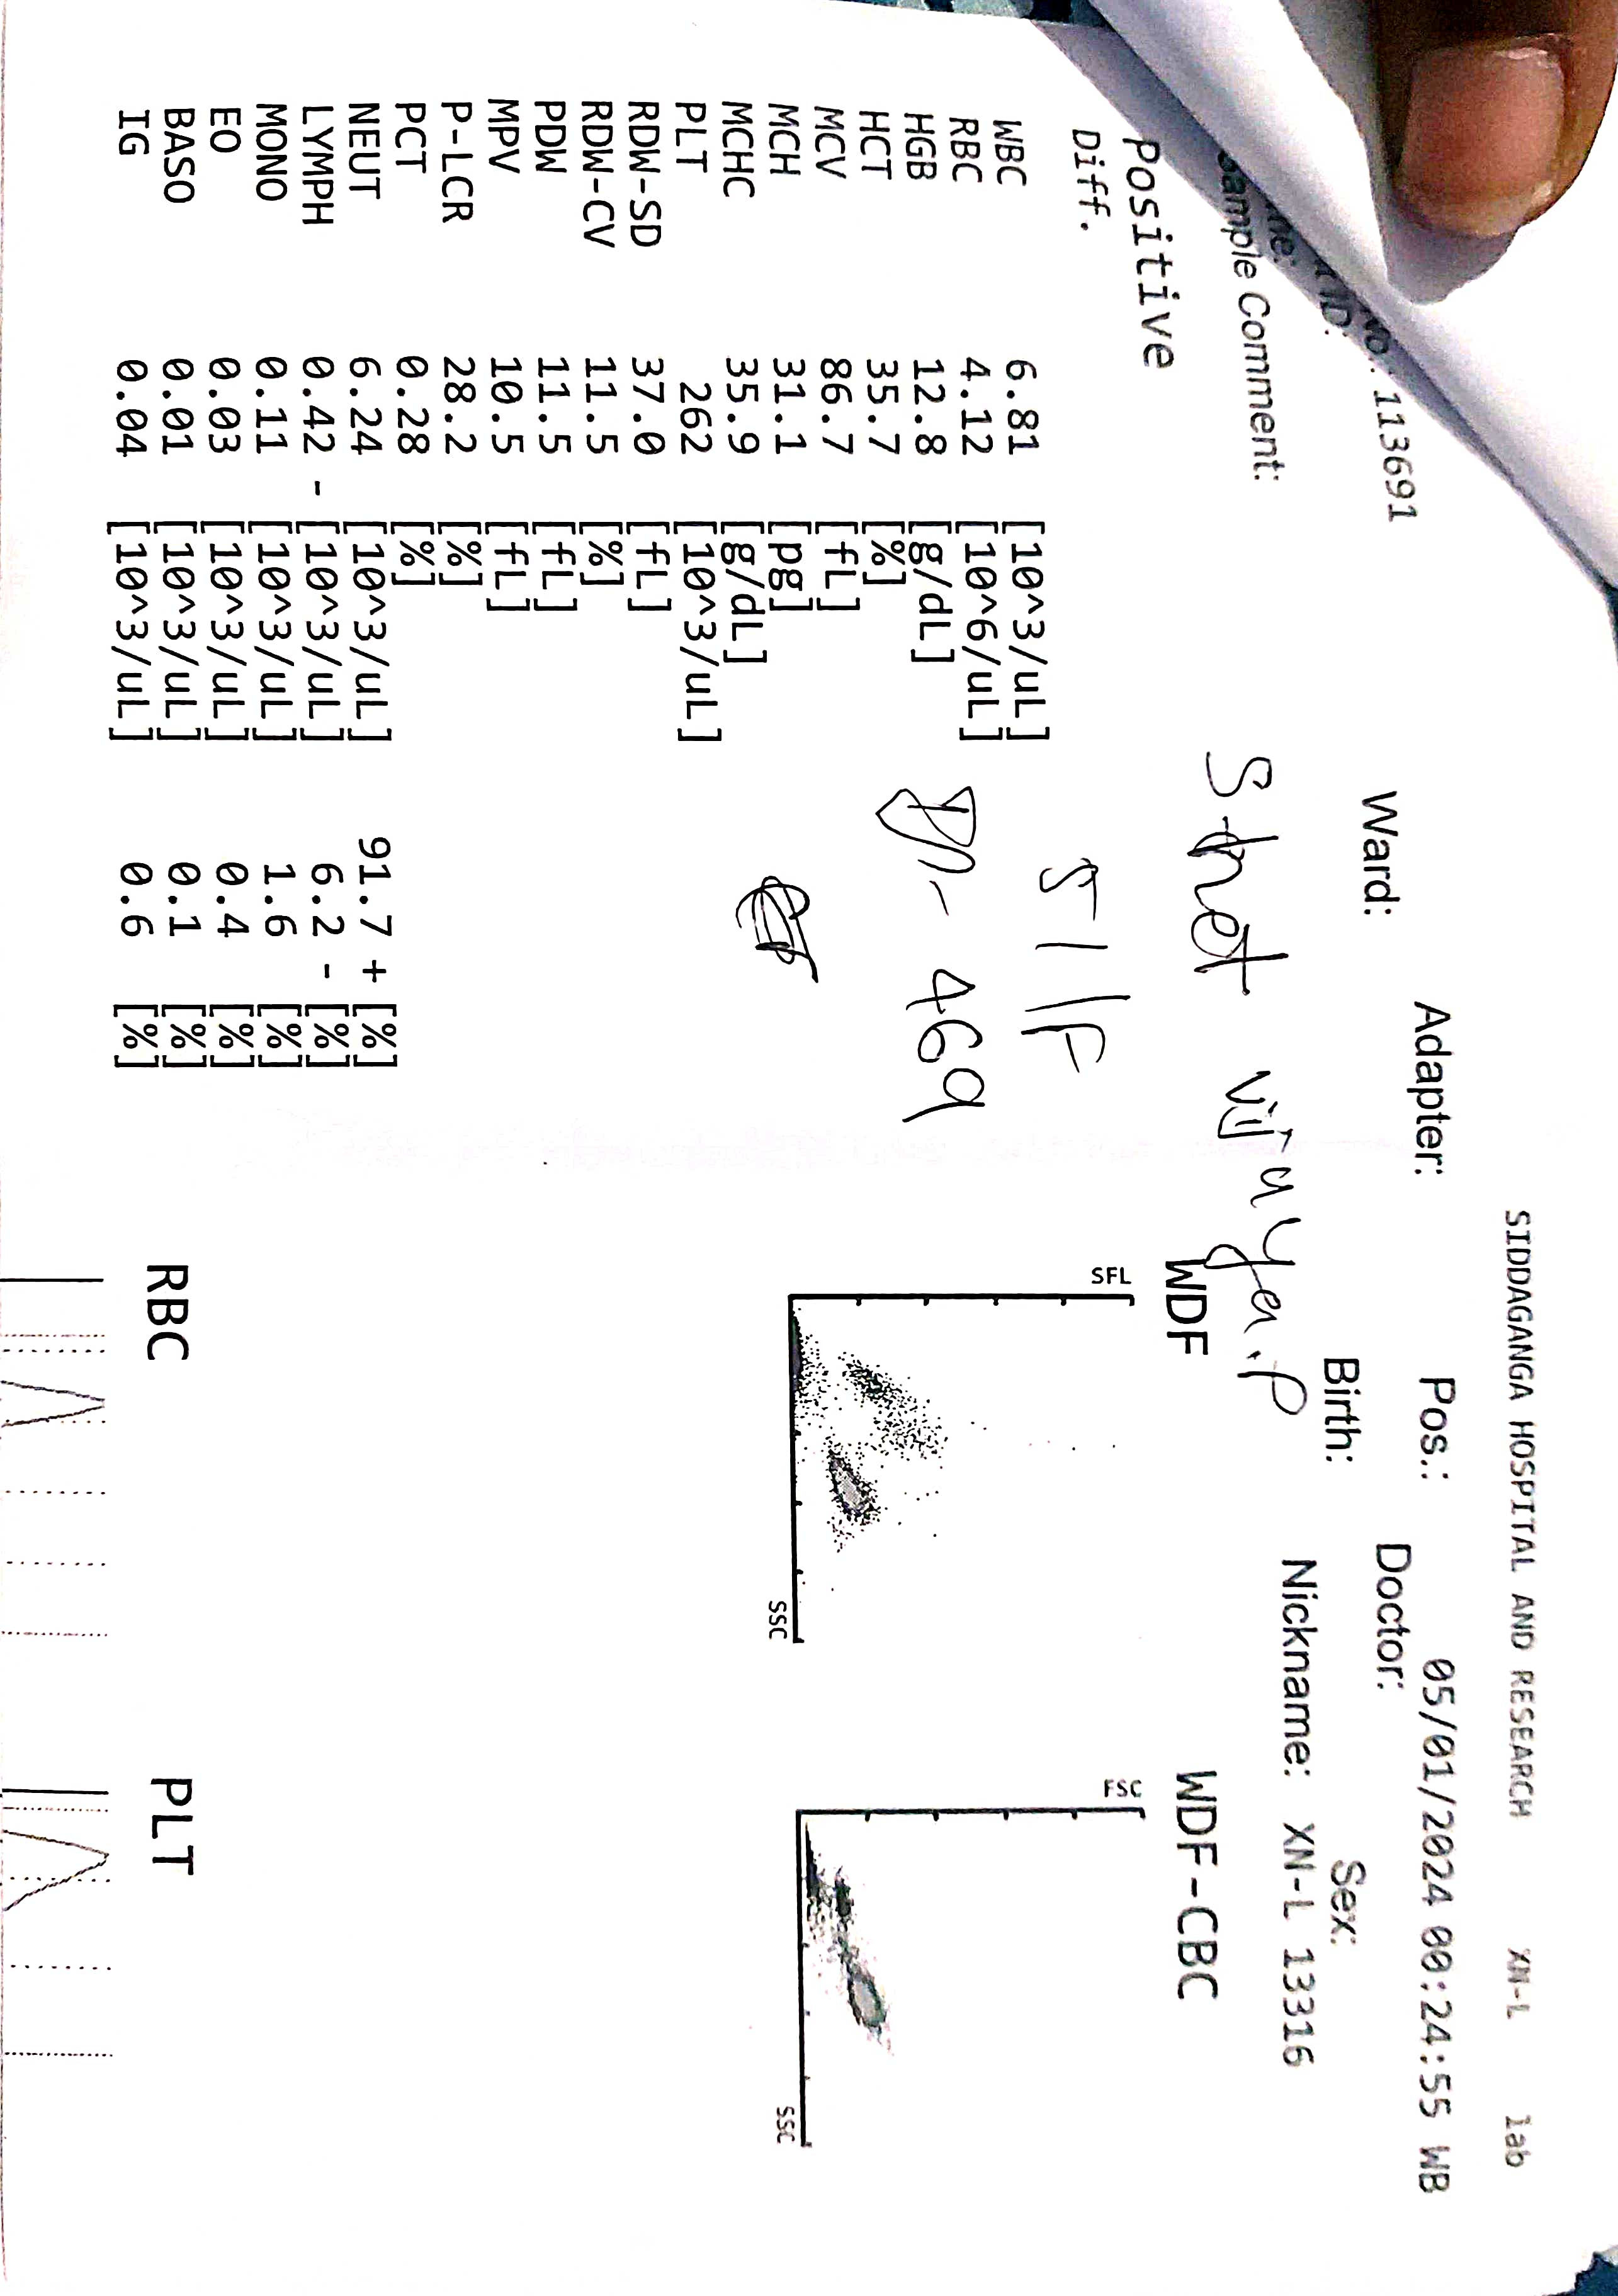 SIDDAGANGA HOSPITAL AND RESEARCH XN-L lab
113691 Adapter: Pos.: 05/01/2024 00:24:55 WB
ID: Ward: Doctor:
Birth: Sex:
Sample Comment: Nickname: XN-L 13316
Positive
Diff.
51/F
469
WBC 6.81 [10^3/uL]
RBC 4.12 [10^6/uL]
HGB 12.8 [g/dL]
HCT 35.7 [%]
MCV 86.7 [fL]
MCH 31.1 [pg]
MCHC 35.9 [g/dL]
PLT 262 [10^3/uL]
RDW-SD 37.0 [fL]
RDW-CV 11.5 [%]
PDW 11.5 [fL]
MPV 10.5 [fL]
P-LCR 28.2 [%]
PCT 0.28 [%]
NEUT 6.24 [10^3/uL] 91.7 + [%]
LYMPH 0.42 - [10^3/uL] 6.2 - [%]
MONO 0.11 [10^3/uL] 1.6 [%]
EO 0.03 [10^3/uL] 0.4 [%]
BASO 0.01 [10^3/uL] 0.1 [%]
IG 0.04 [10^3/uL] 0.6 [%]
WDF
SFL
SSC
WDF-CBC
FSC
SSC
RBC
PLT